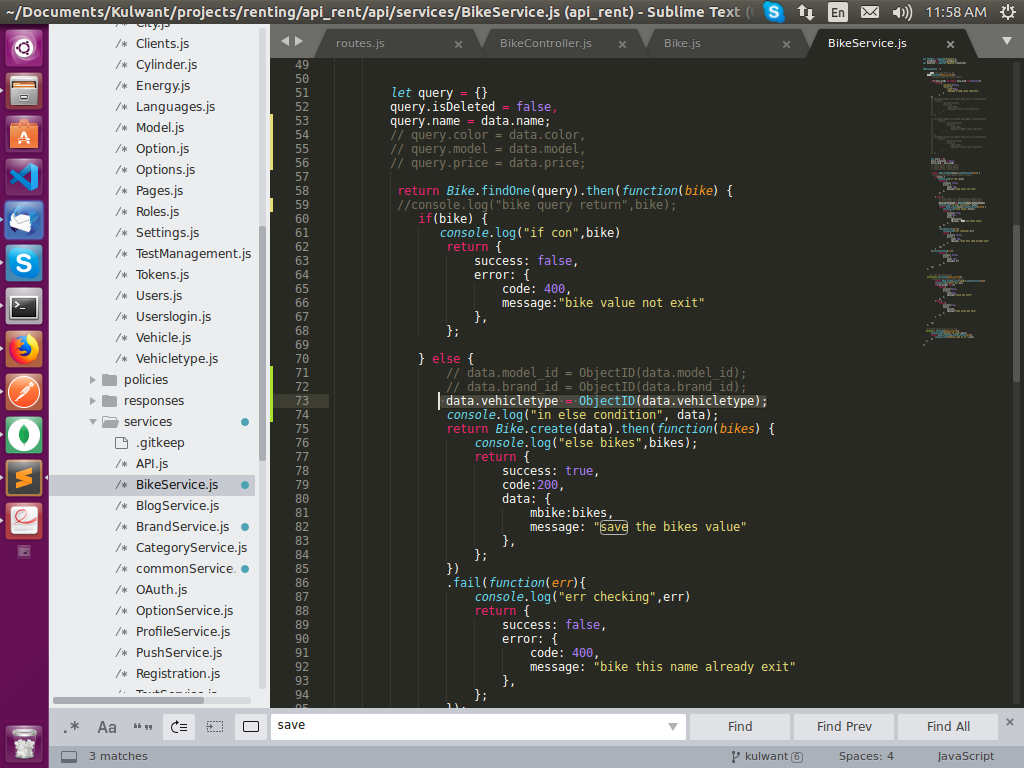 ~/Documents/Kulwant/projects/renting/api_rent/api/services/BikeService.js (api_rent) - Sublime Text (
En
11:58 AM
Clients.js
Cylinder.js
Energy.js
Languages.js
Model.js
Option.js
Options.js
Pages.js
Roles.js
Settings.js
TestManagement.js
Tokens.js
Users.js
Userslogin.js
Vehicle.js
Vehicletype.js
policies
responses
services
.gitkeep
API.js
BikeService.js
BlogService.js
BrandService.js
CategoryService.js
commonService.
OAuth.js
OptionService.js
ProfileService.js
PushService.js
Registration.js
routes.js
BikeController.js
Bike.js
BikeService.js
49
50
51 let query = {}
52 query.isDeleted = false,
53 query.name = data.name;
54 // query.color = data.color,
55 // query.model = data.model,
56 // query.price = data.price;
57
58 return Bike.findOne(query).then(function(bike) {
59 //console.log("bike query return",bike);
60 if(bike) {
61 console.log("if con",bike)
62 return {
63 success: false,
64 error: {
65 code: 400,
66 message:"bike value not exit"
67 },
68 };
69
70 } else {
71 // data.model_id = ObjectID(data.model_id);
72 // data.brand_id = ObjectID(data.brand_id);
73 data.vehicletype = ObjectID(data.vehicletype);
74 console.log("in else condition", data);
75 return Bike.create(data).then(function(bikes) {
76 console.log("else bikes",bikes);
77 return {
78 success: true,
79 code:200,
80 data: {
81 mbike:bikes,
82 message: "save the bikes value"
83 },
84 };
85 })
86 .fail(function(err){
87 console.log("err checking",err)
88 return {
89 success: false,
90 error: {
91 code: 400,
92 message: "bike this name already exit"
93 },
94 };
.* Aa “” save Find Find Prev Find All
3 matches kulwant 6 Spaces: 4 JavaScript